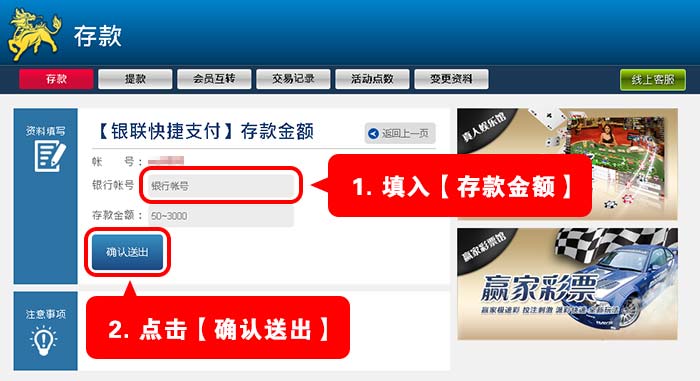 存款
存款 提款 会员互转 交易记录 活动点数 变更资料 线上客服
资料填写
【银联快捷支付】存款金额
返回上一页
帐 号：
银行帐号 银行帐号
存款金额： 50~3000
确认送出
1. 填入【存款金额】
2. 点击【确认送出】
注意事项
真人娱乐馆
赢家彩票馆
赢家彩票
赢家极速彩 投注刺激 派彩快速 全新玩法